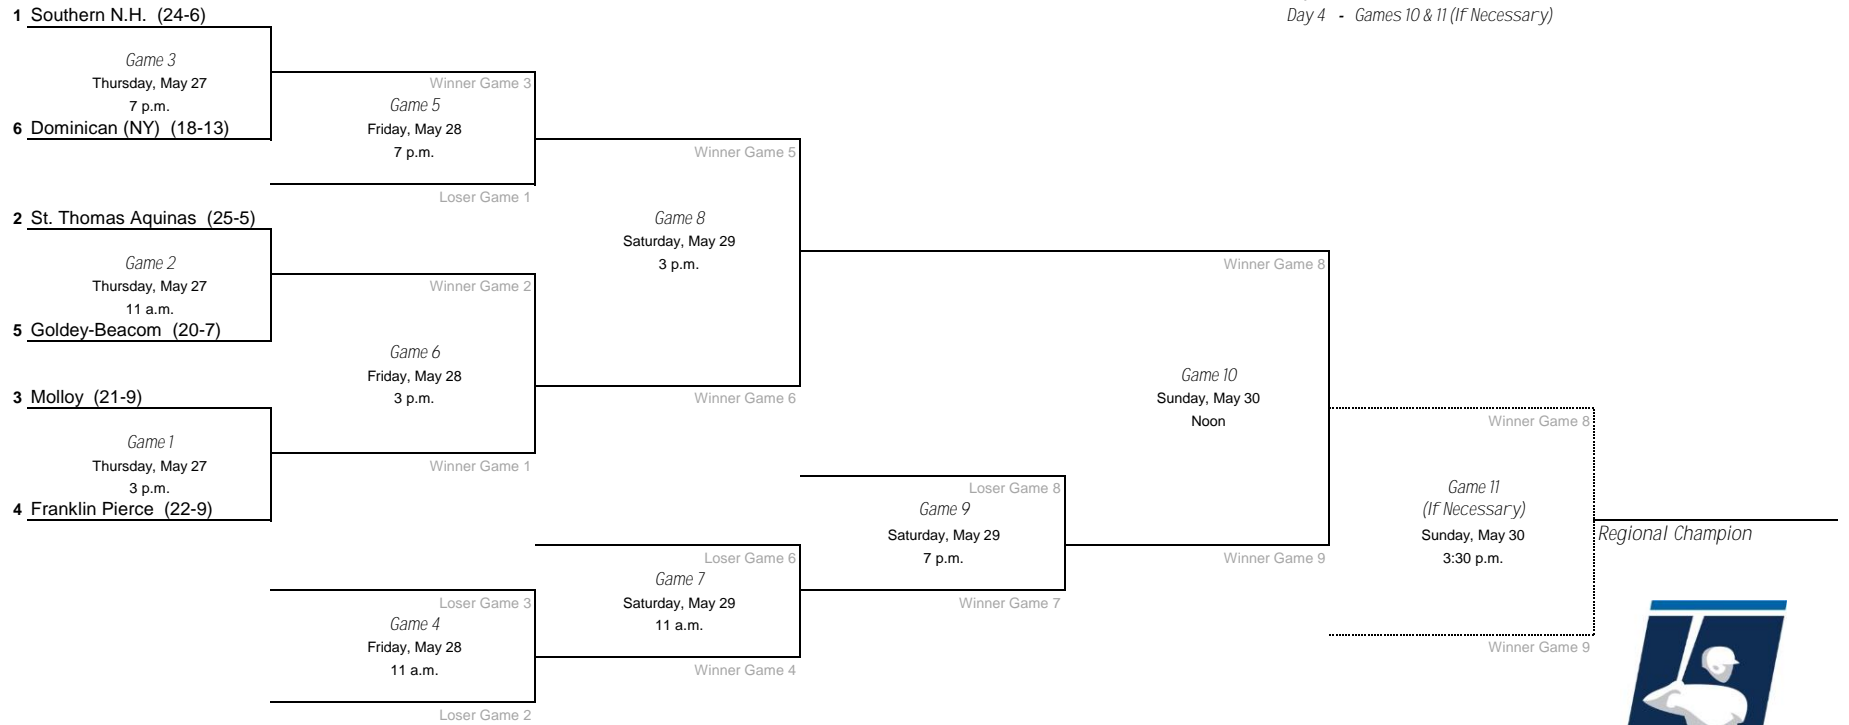 1 Southern N.H. (24-6)
Day 4 - Games 10 & 11 (If Necessary)
Game 3
Thursday, May 27
7 p.m.
6 Dominican (NY) (18-13)
Winner Game 3
Game 5
Friday, May 28
7 p.m.
Loser Game 1
2 St. Thomas Aquinas (25-5)
Game 2
Thursday, May 27
11 a.m.
5 Goldey-Beacom (20-7)
Winner Game 2
Game 6
Friday, May 28
3 p.m.
Winner Game 1
3 Molloy (21-9)
Game 1
Thursday, May 27
3 p.m.
4 Franklin Pierce (22-9)
Winner Game 5
Game 8
Saturday, May 29
3 p.m.
Winner Game 6
Loser Game 3
Game 4
Friday, May 28
11 a.m.
Loser Game 2
Loser Game 6
Game 7
Saturday, May 29
11 a.m.
Winner Game 4
Loser Game 8
Game 9
Saturday, May 29
7 p.m.
Winner Game 7
Winner Game 8
Game 10
Sunday, May 30
Noon
Winner Game 9
Winner Game 8
Game 11
(If Necessary)
Sunday, May 30
3:30 p.m.
Winner Game 9
Regional Champion